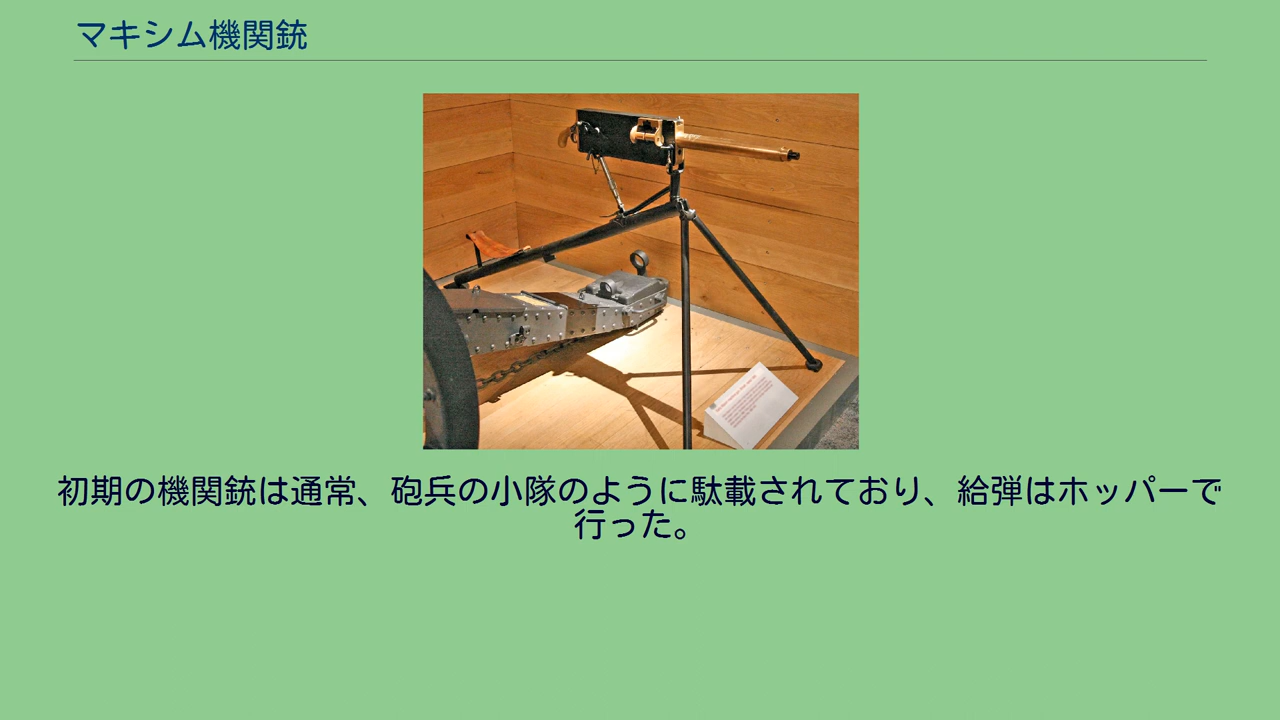 マキシム機関銃
初期の機関銃は通常、砲兵の小隊のように駄載されており、給弾はホッパーで
行った。